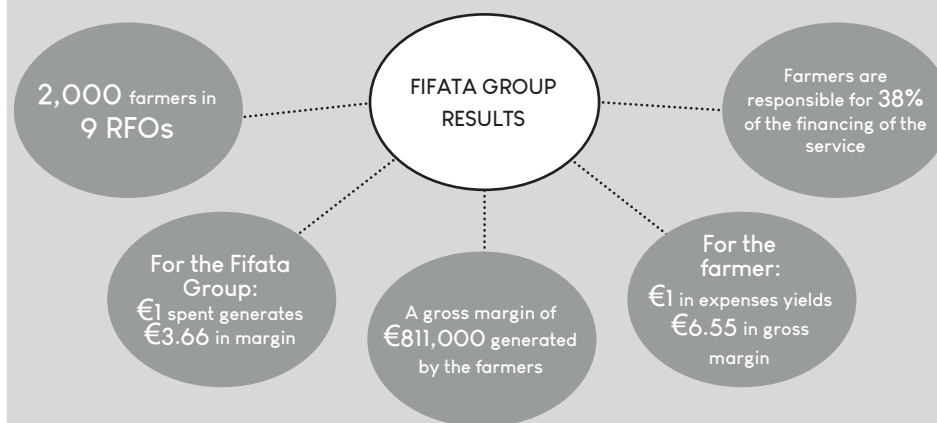 FIFATA GROUP
RESULTS
2,000 farmers in
9 RFOs
Farmers are
responsible for 38%
of the financing of the
service
For the Fifata
Group:
€1 spent generates
€3.66 in margin
A gross margin of
€811,000 generated
by the farmers
For the
farmer:
€1 in expenses yields
€6.55 in gross
margin